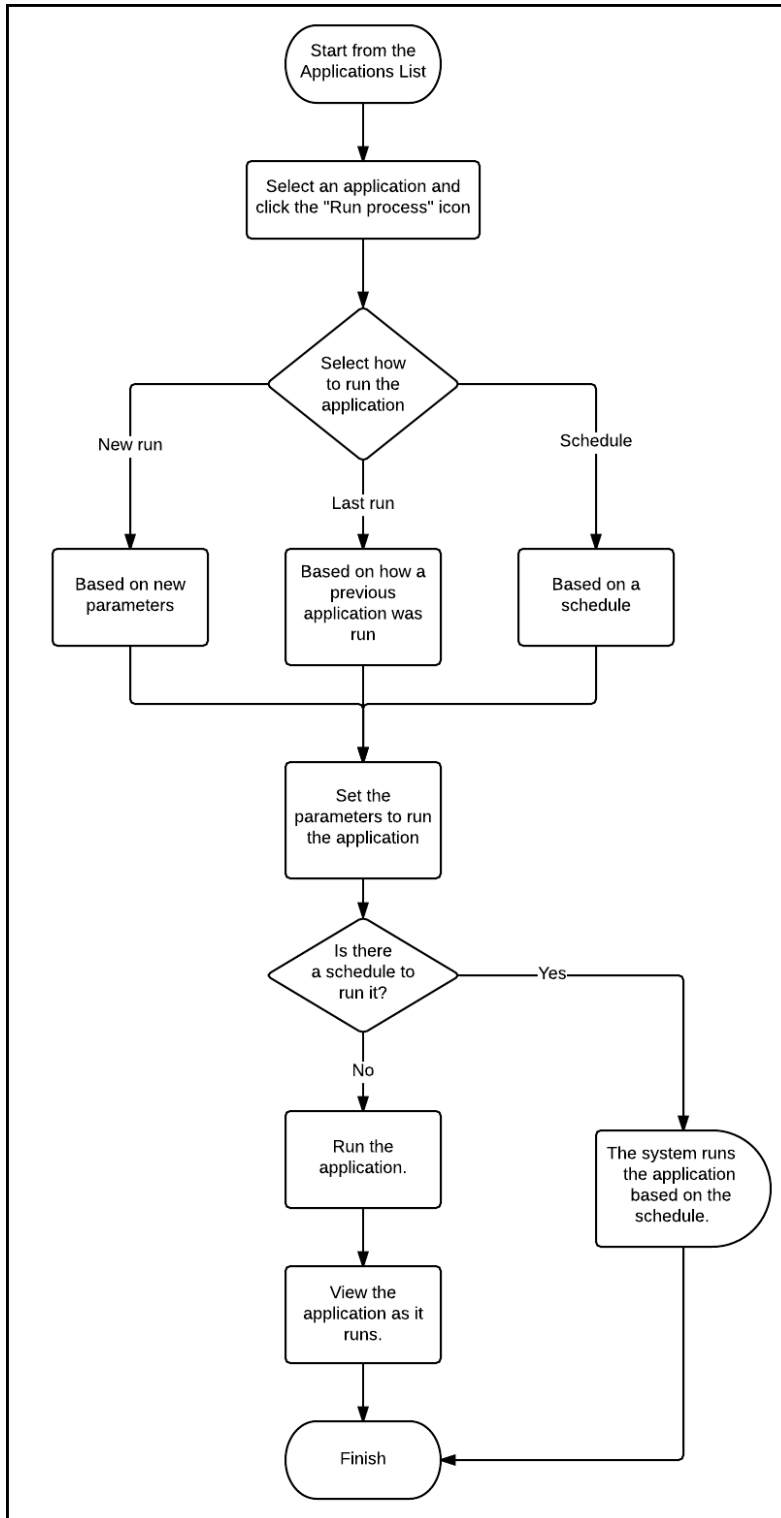 Start from the
Applications List
Select an application and
click the "Run process" icon
Select how
to run the
application
New run
Schedule
Last run
Based on new
parameters
Based on how a
previous
application was
run
Based on a
schedule
Set the
parameters to run
the application
Is there
a schedule to
run it?
Yes
No
Run the
application.
The system runs
the application
based on the
schedule.
View the
application as it
runs.
Finish